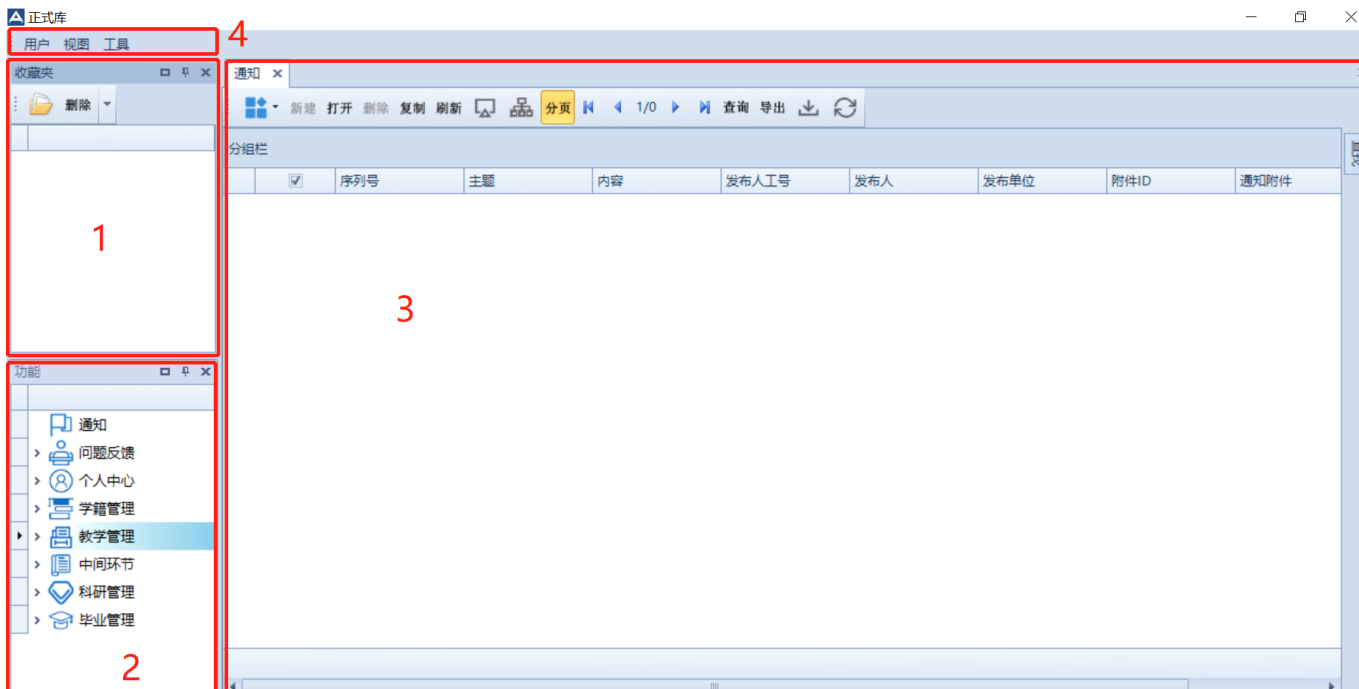 正式库
用户 视图 工具
4
收藏夹
删除
1
功能
通知
问题反馈
个人中心
学籍管理
教学管理
中间环节
科研管理
毕业管理
2
通知
新建 打开 删除 复制 刷新 分页 1/0 查询 导出
分组栏
序列号 主题 内容 发布人工号 发布人 发布单位 附件ID 通知附件
3